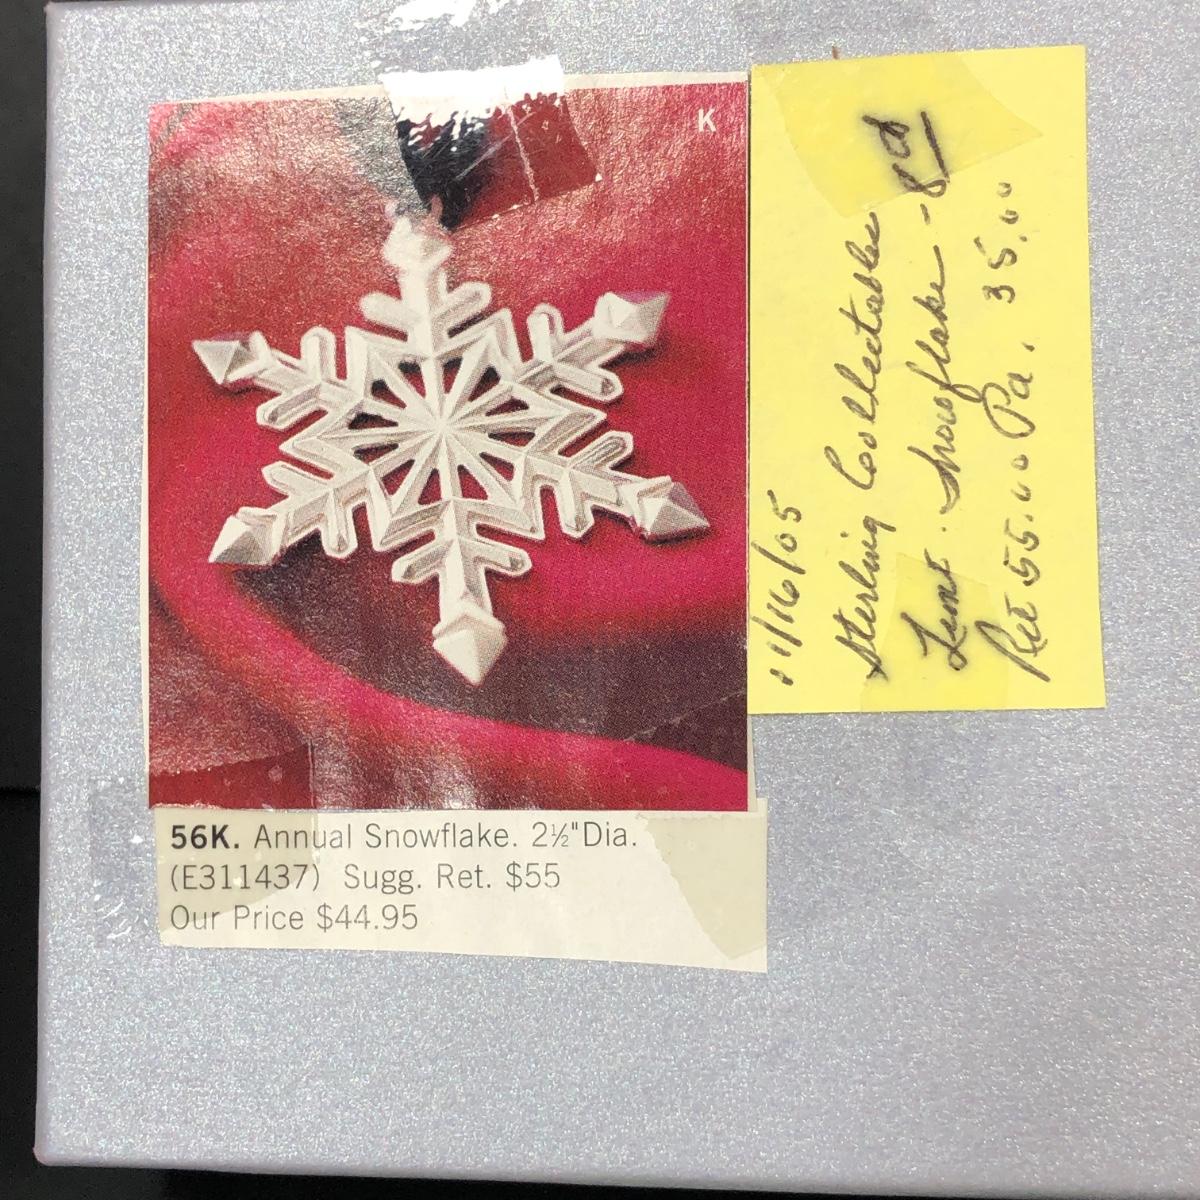 K
56K. Annual Snowflake. 2½"Dia.
(E311437) Sugg. Ret. $55
Our Price $44.95
11/16/05
Sterling Collectables
Snowflake - 8th
Ret 55.00 Pd. 35.00